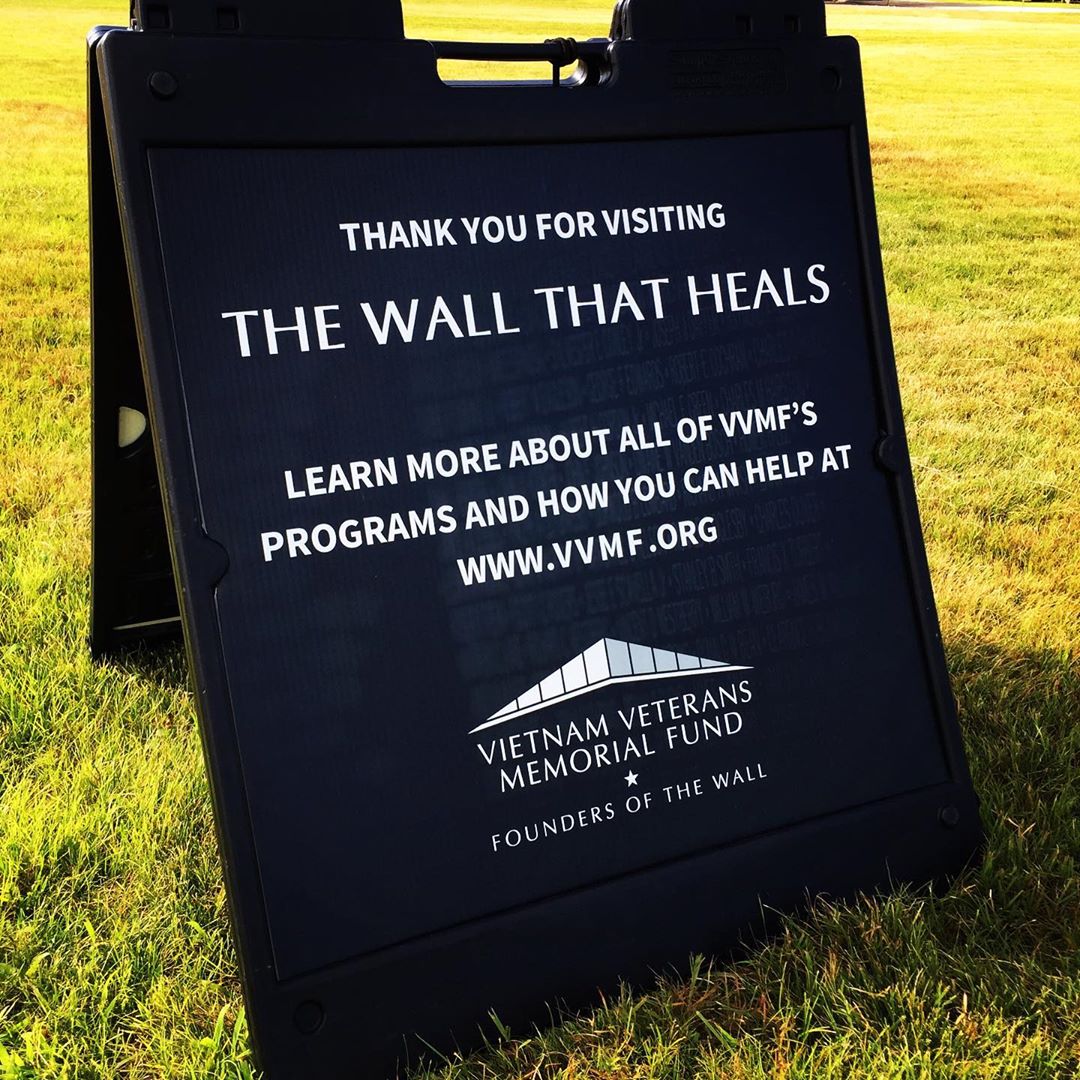 THANK YOU FOR VISITING
THE WALL THAT HEALS
LEARN MORE ABOUT ALL OF VVMF'S
PROGRAMS AND HOW YOU CAN HELP AT
WWW.VVMF.ORG
VIETNAM VETERANS
MEMORIAL FUND
FOUNDERS OF THE WALL